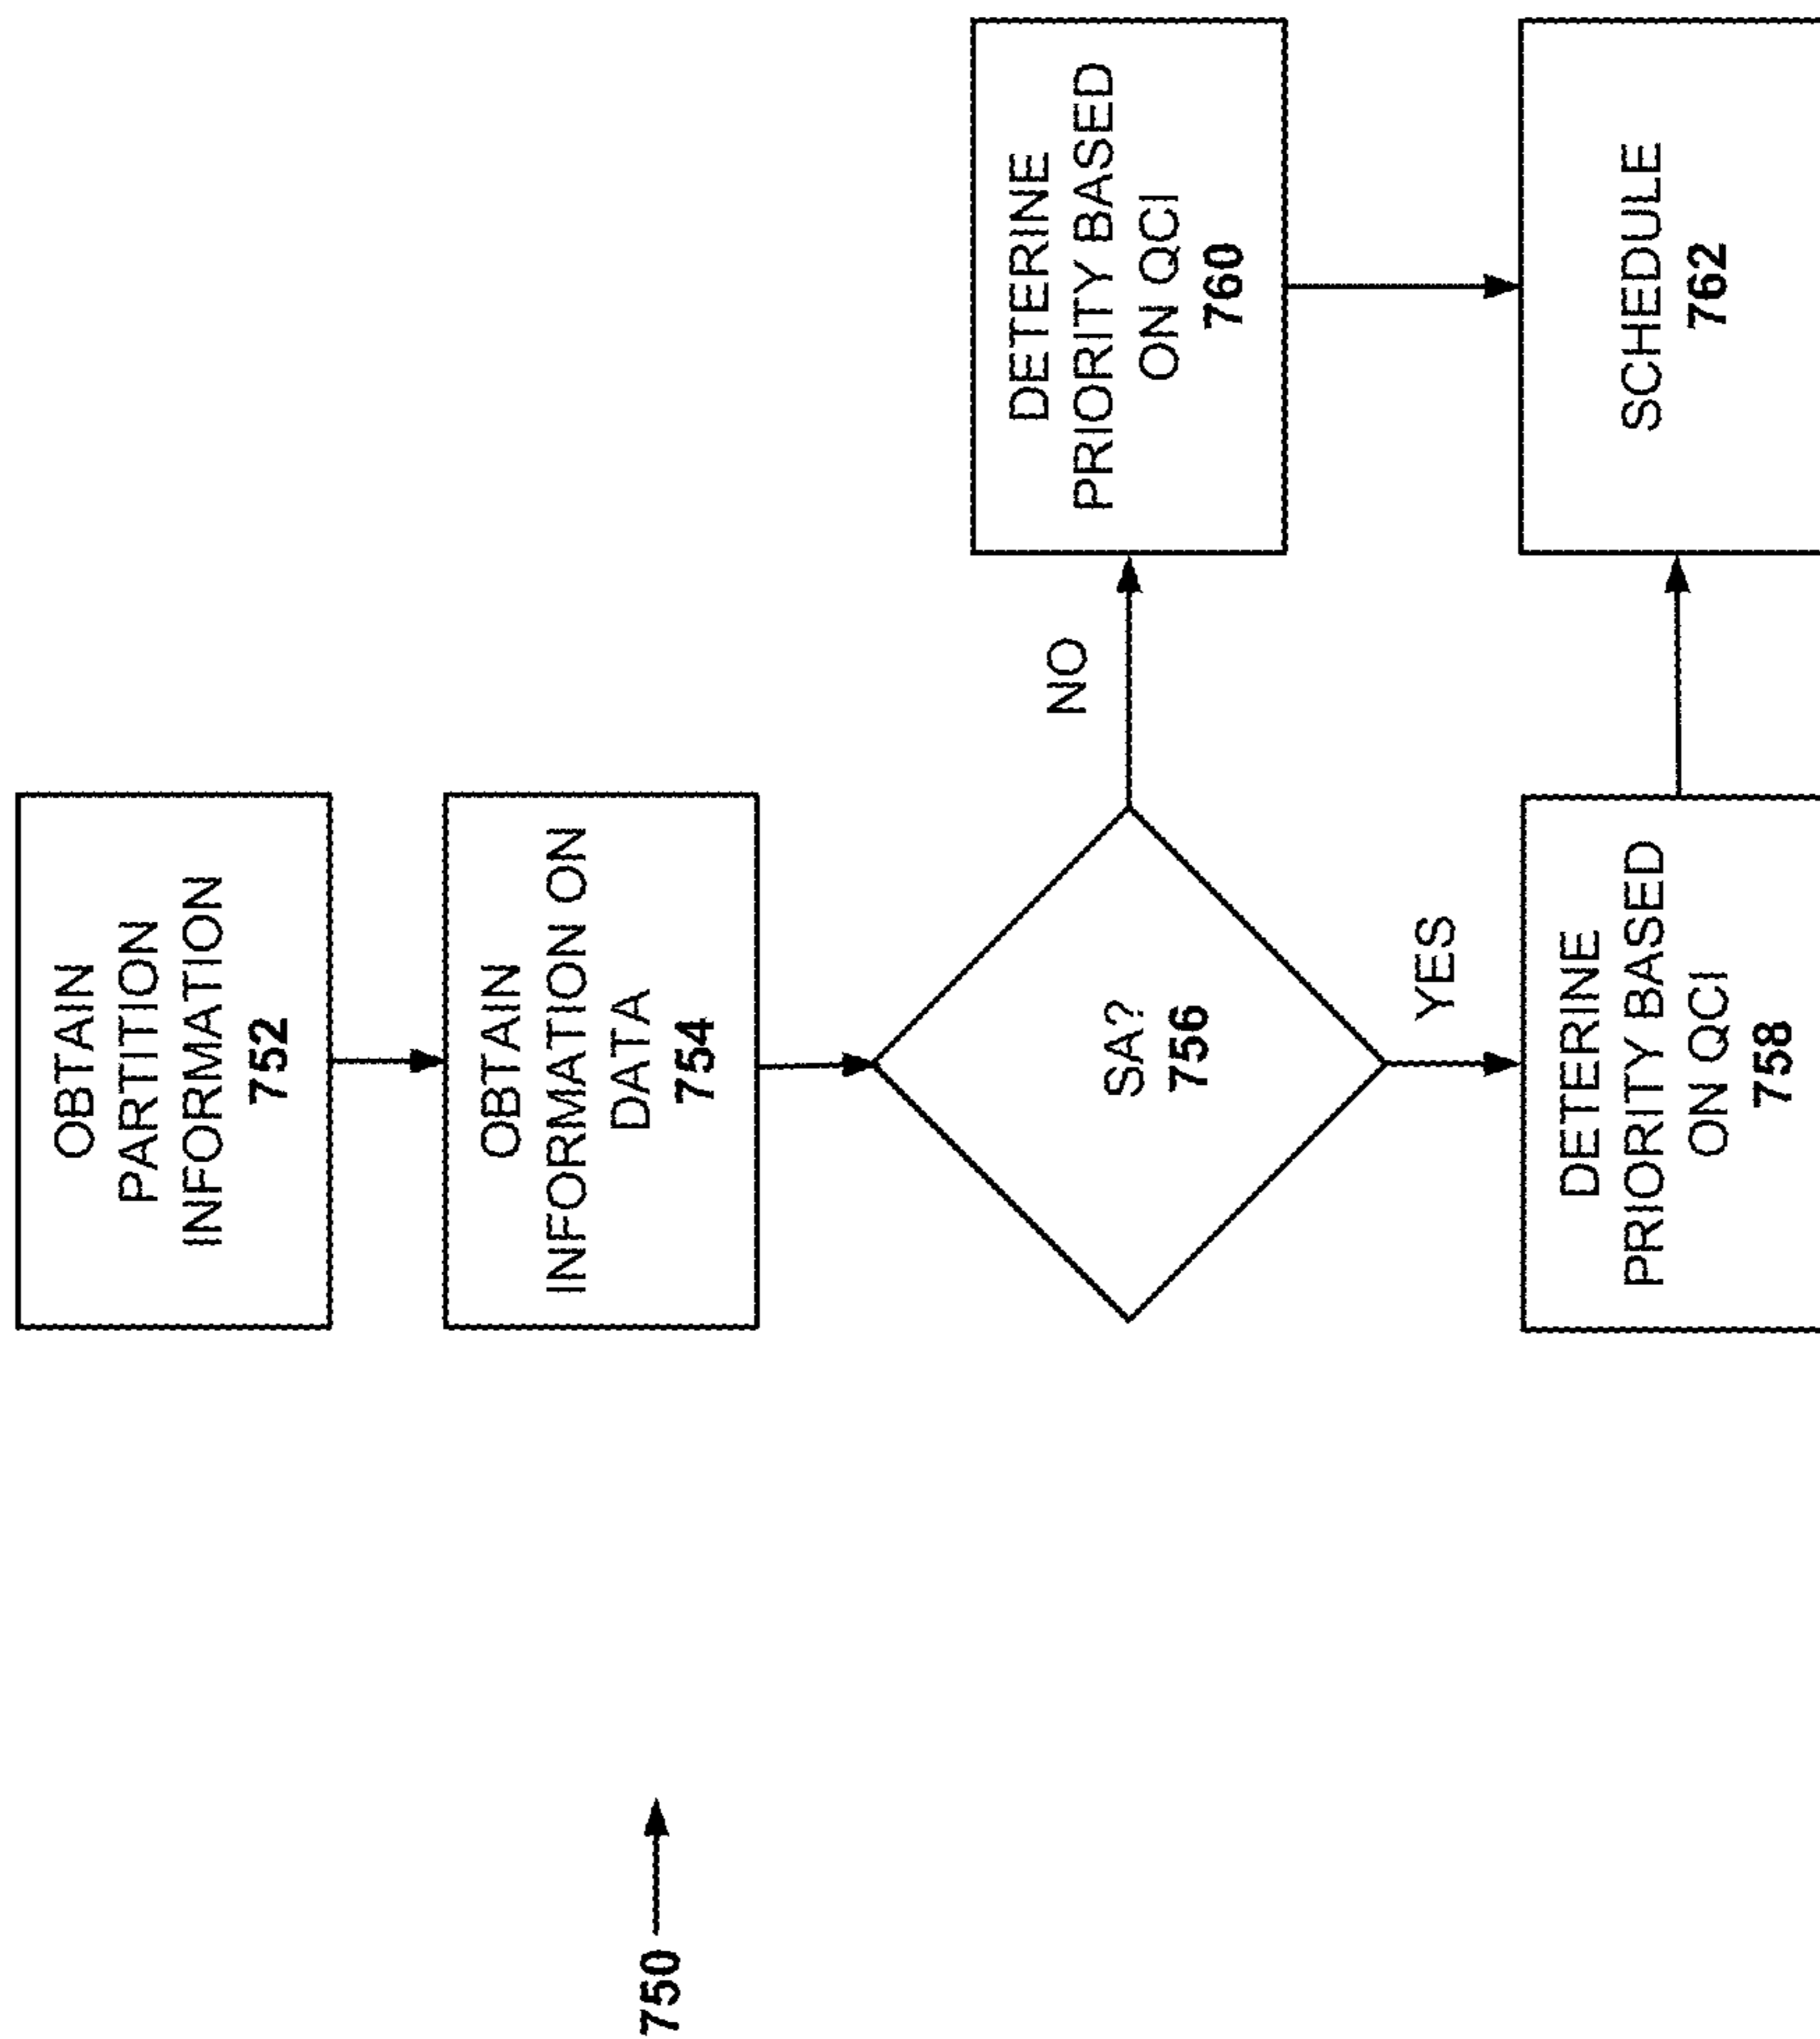 OBTAIN
PARTITION
INFORMATION
752
OBTAIN
INFORMATION ON
DATA
754
750
SA?
756
NO
DETERINE
PRIORITY BASED
ON QCI
760
YES
DETERINE
PRIORITY BASED
ON QCI
758
SCHEDULE
762